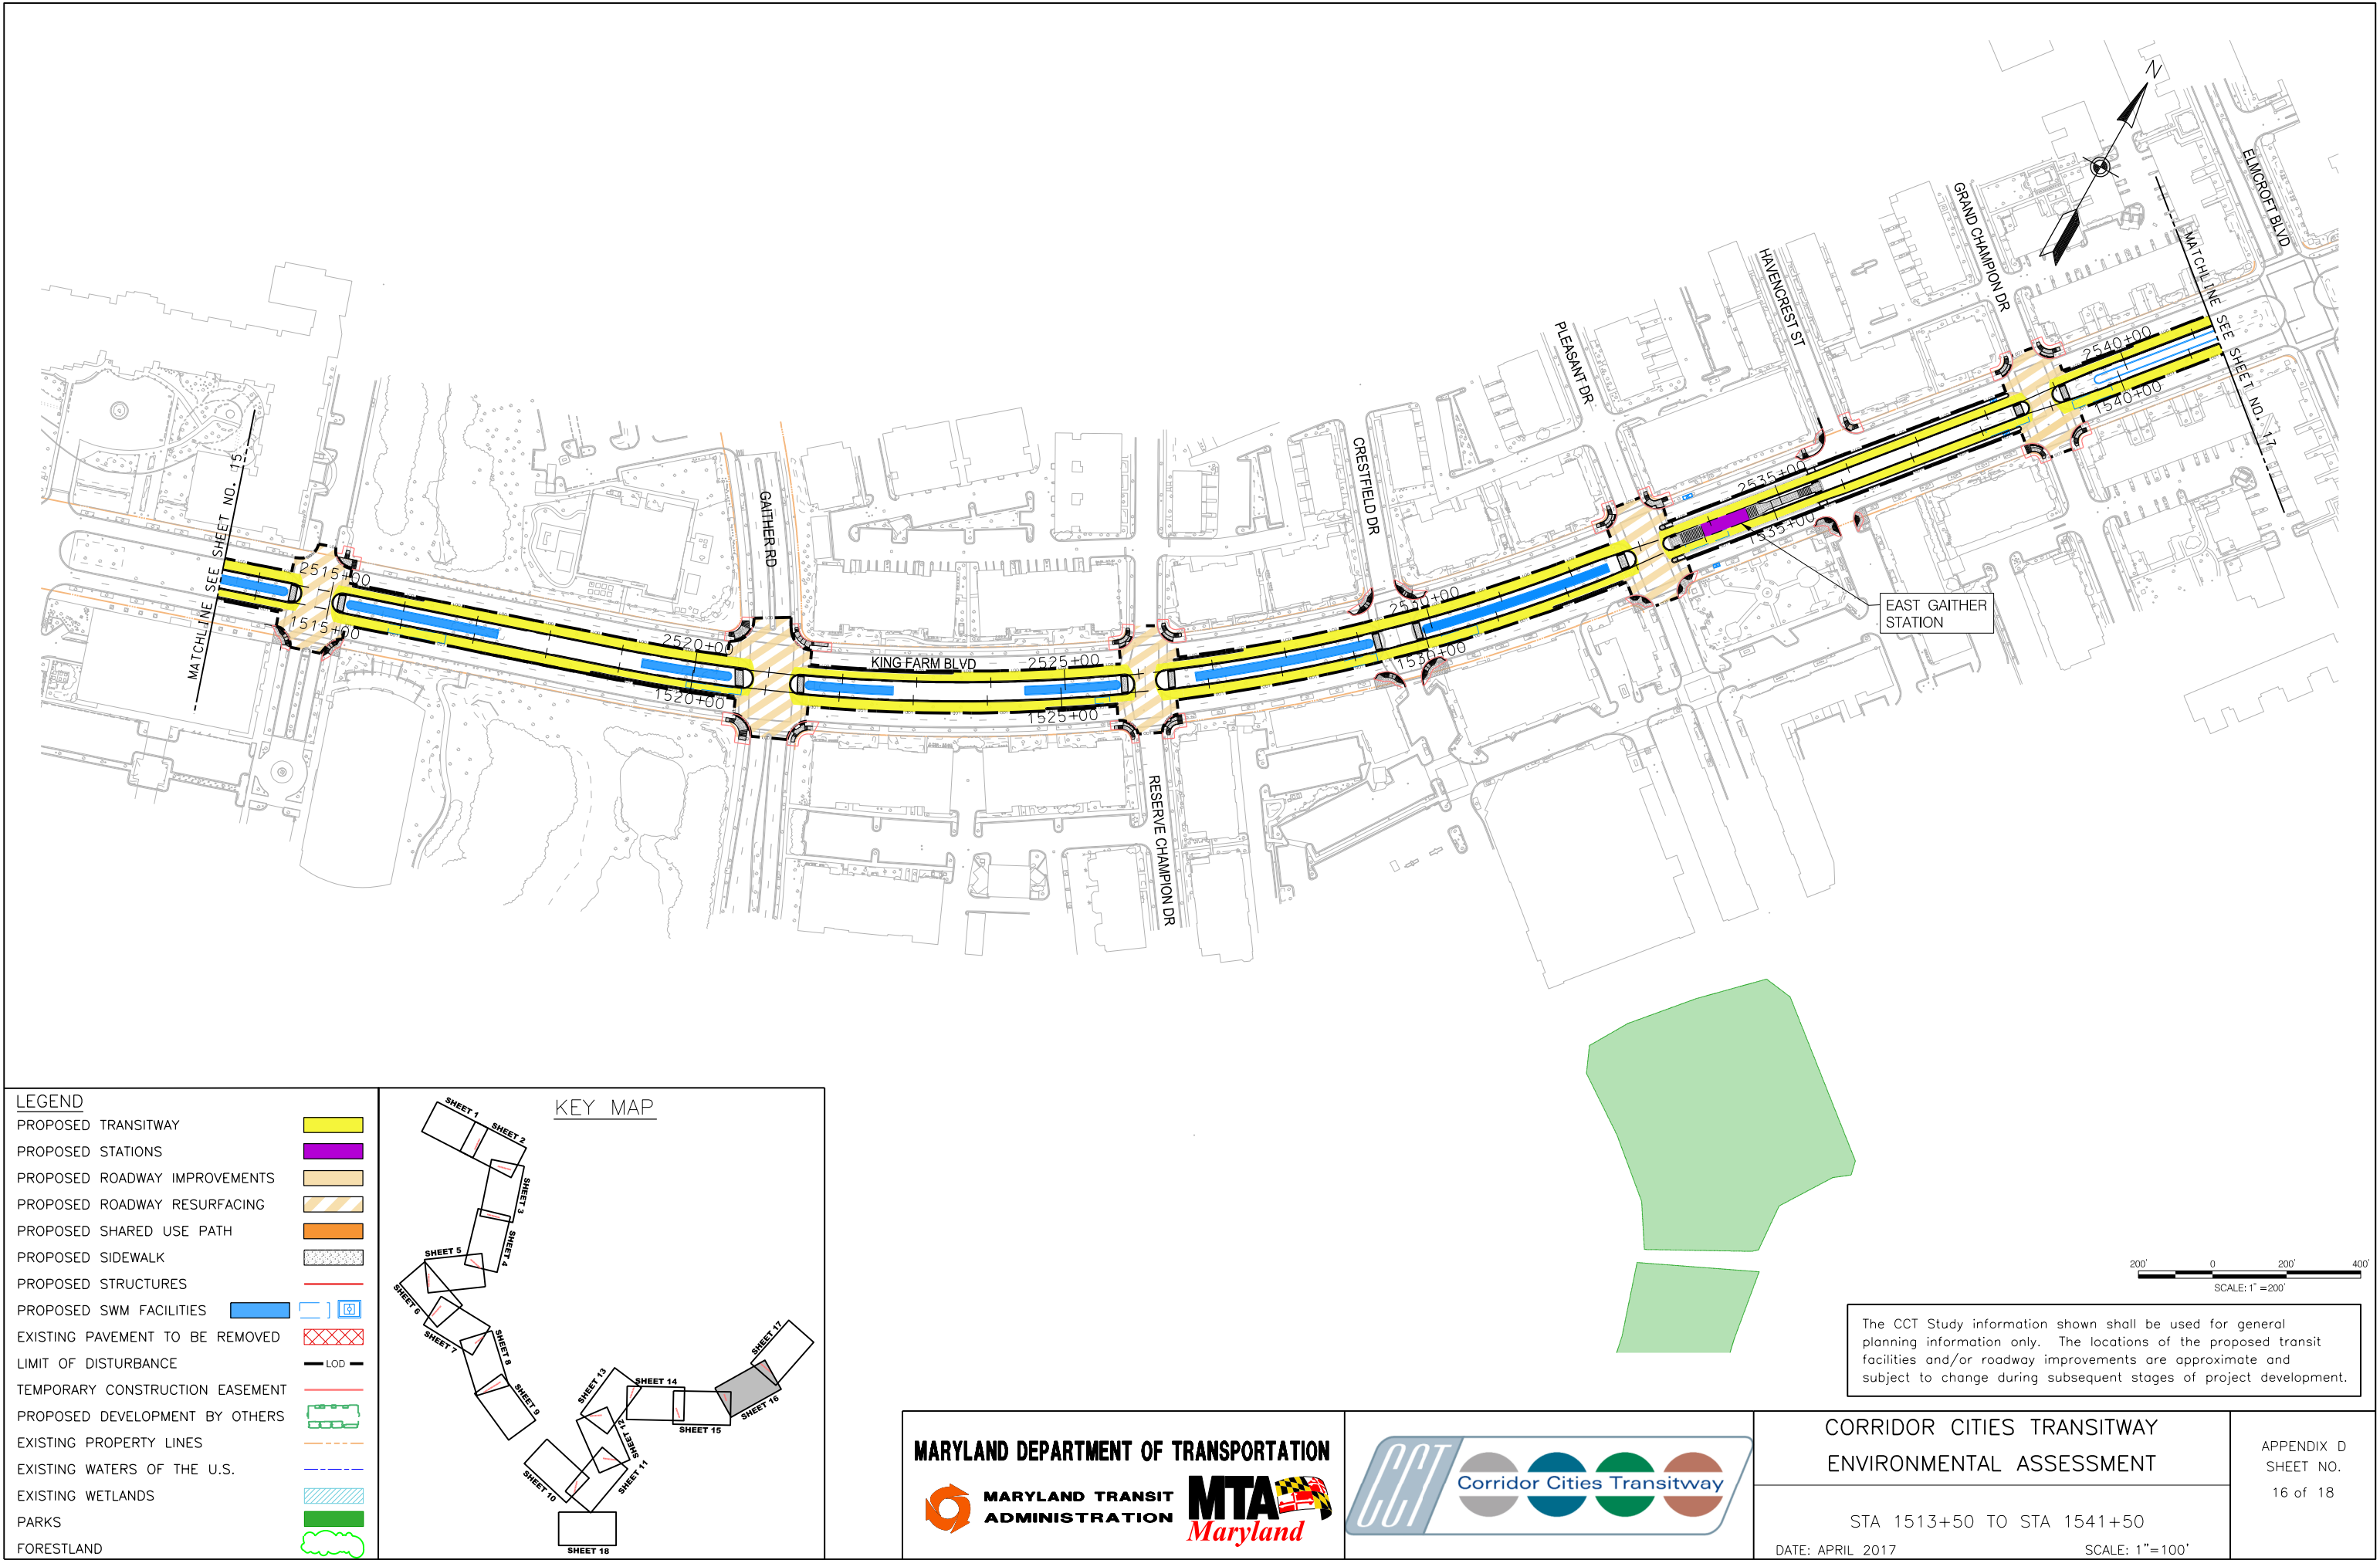 N
ELMCROFT BLVD
GRAND CHAMPION DR
HAVENCREST ST
PLEASANT DR
CRESTFIELD DR
GAITHER RD
KING FARM BLVD
RESERVE CHAMPION DR
MATCHLINE SEE SHEET NO. 15
MATCHLINE SEE SHEET NO. 17
2515+00
1515+00
2520+00
1520+00
2525+00
1525+00
2530+00
1530+00
2535+00
1535+00
2540+00
1540+00
EAST GAITHER
STATION
LEGEND
PROPOSED TRANSITWAY
PROPOSED STATIONS
PROPOSED ROADWAY IMPROVEMENTS
PROPOSED ROADWAY RESURFACING
PROPOSED SHARED USE PATH
PROPOSED SIDEWALK
PROPOSED STRUCTURES
PROPOSED SWM FACILITIES
EXISTING PAVEMENT TO BE REMOVED
LIMIT OF DISTURBANCE LOD
TEMPORARY CONSTRUCTION EASEMENT
PROPOSED DEVELOPMENT BY OTHERS
EXISTING PROPERTY LINES
EXISTING WATERS OF THE U.S.
EXISTING WETLANDS
PARKS
FORESTLAND
KEY MAP
SHEET 1
SHEET 2
SHEET 3
SHEET 4
SHEET 5
SHEET 6
SHEET 7
SHEET 8
SHEET 9
SHEET 10
SHEET 11
SHEET 12
SHEET 13
SHEET 14
SHEET 15
SHEET 16
SHEET 17
SHEET 18
200' 0 200' 400'
SCALE: 1" =200'
The CCT Study information shown shall be used for general
planning information only. The locations of the proposed transit
facilities and/or roadway improvements are approximate and
subject to change during subsequent stages of project development.
MARYLAND DEPARTMENT OF TRANSPORTATION
MARYLAND TRANSIT
ADMINISTRATION
MTA
Maryland
CCT
Corridor Cities Transitway
CORRIDOR CITIES TRANSITWAY
ENVIRONMENTAL ASSESSMENT
STA 1513+50 TO STA 1541+50
DATE: APRIL 2017
SCALE: 1"=100'
APPENDIX D
SHEET NO.
16 of 18